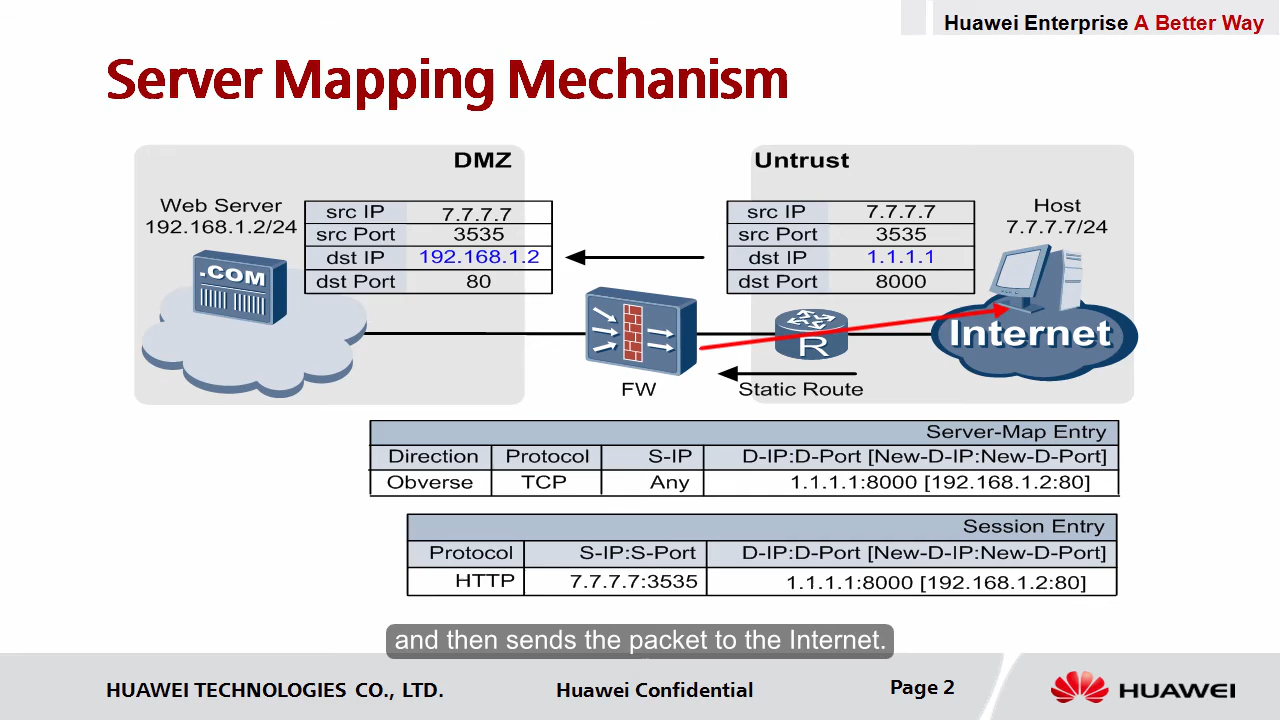 Huawei Enterprise A Better Way
Server Mapping Mechanism
DMZ
Untrust
Web Server
192.168.1.2/24
src IP 7.7.7.7
src Port 3535
dst IP 192.168.1.2
dst Port 80
src IP 7.7.7.7
src Port 3535
dst IP 1.1.1.1
dst Port 8000
Host
7.7.7.7/24
.COM
FW
R
Internet
Static Route
Server-Map Entry
Direction Protocol S-IP D-IP:D-Port [New-D-IP:New-D-Port]
Obverse TCP Any 1.1.1.1:8000 [192.168.1.2:80]
Session Entry
Protocol S-IP:S-Port D-IP:D-Port [New-D-IP:New-D-Port]
HTTP 7.7.7.7:3535 1.1.1.1:8000 [192.168.1.2:80]
and then sends the packet to the Internet.
HUAWEI TECHNOLOGIES CO., LTD. Huawei Confidential Page 2 HUAWEI